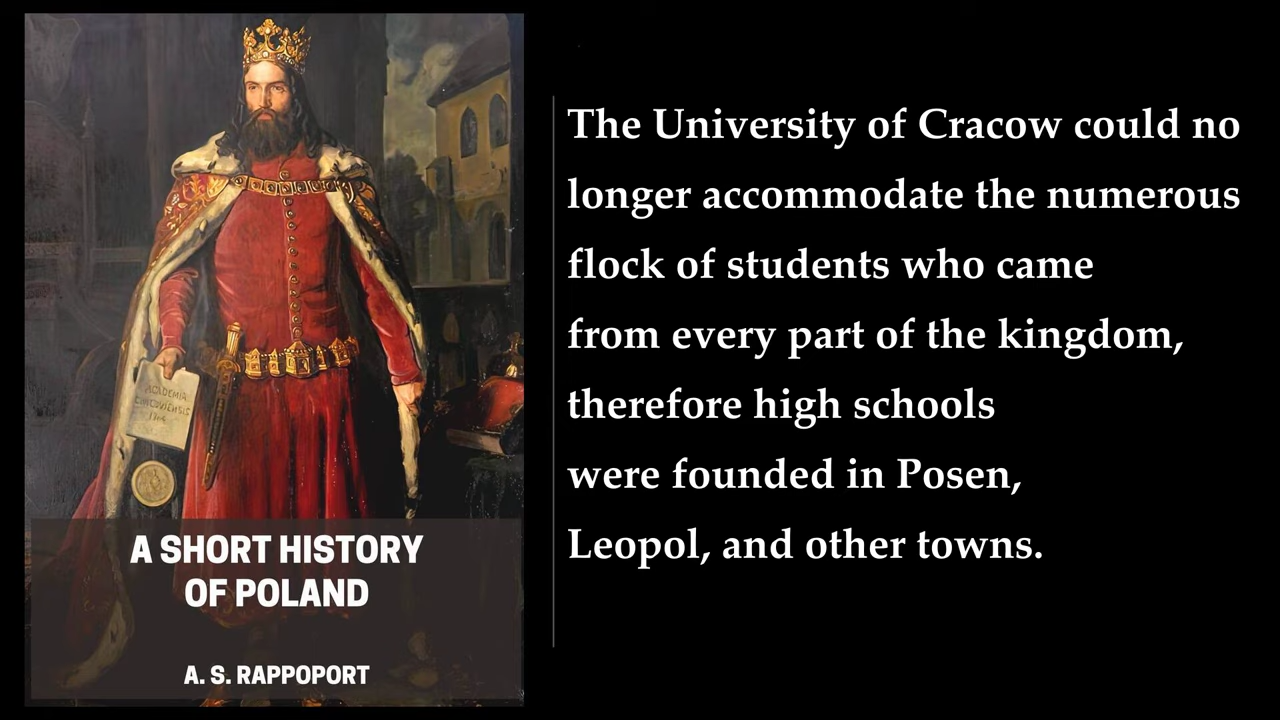 ACADEMIA
A SHORT HISTORY
OF POLAND
A. S. RAPPOPORT
The University of Cracow could no
longer accommodate the numerous
flock of students who came
from every part of the kingdom,
therefore high schools
were founded in Posen,
Leopol, and other towns.